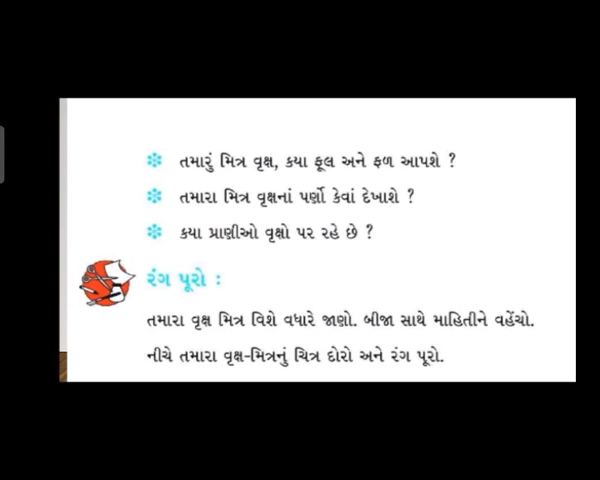 ❇ તમારું મિત્ર વૃક્ષ, કયા ફૂલ અને ફળ આપશે ?
❇ તમારા મિત્ર વૃક્ષનાં પર્ણો કેવાં દેખાશે ?
❇ કયા પ્રાણીઓ વૃક્ષો પર રહે છે ?
રંગ પૂરો :
તમારા વૃક્ષ મિત્ર વિશે વધારે જાણો. બીજા સાથે માહિતીને વહેંચો.
નીચે તમારા વૃક્ષ-મિત્રનું ચિત્ર દોરો અને રંગ પૂરો.